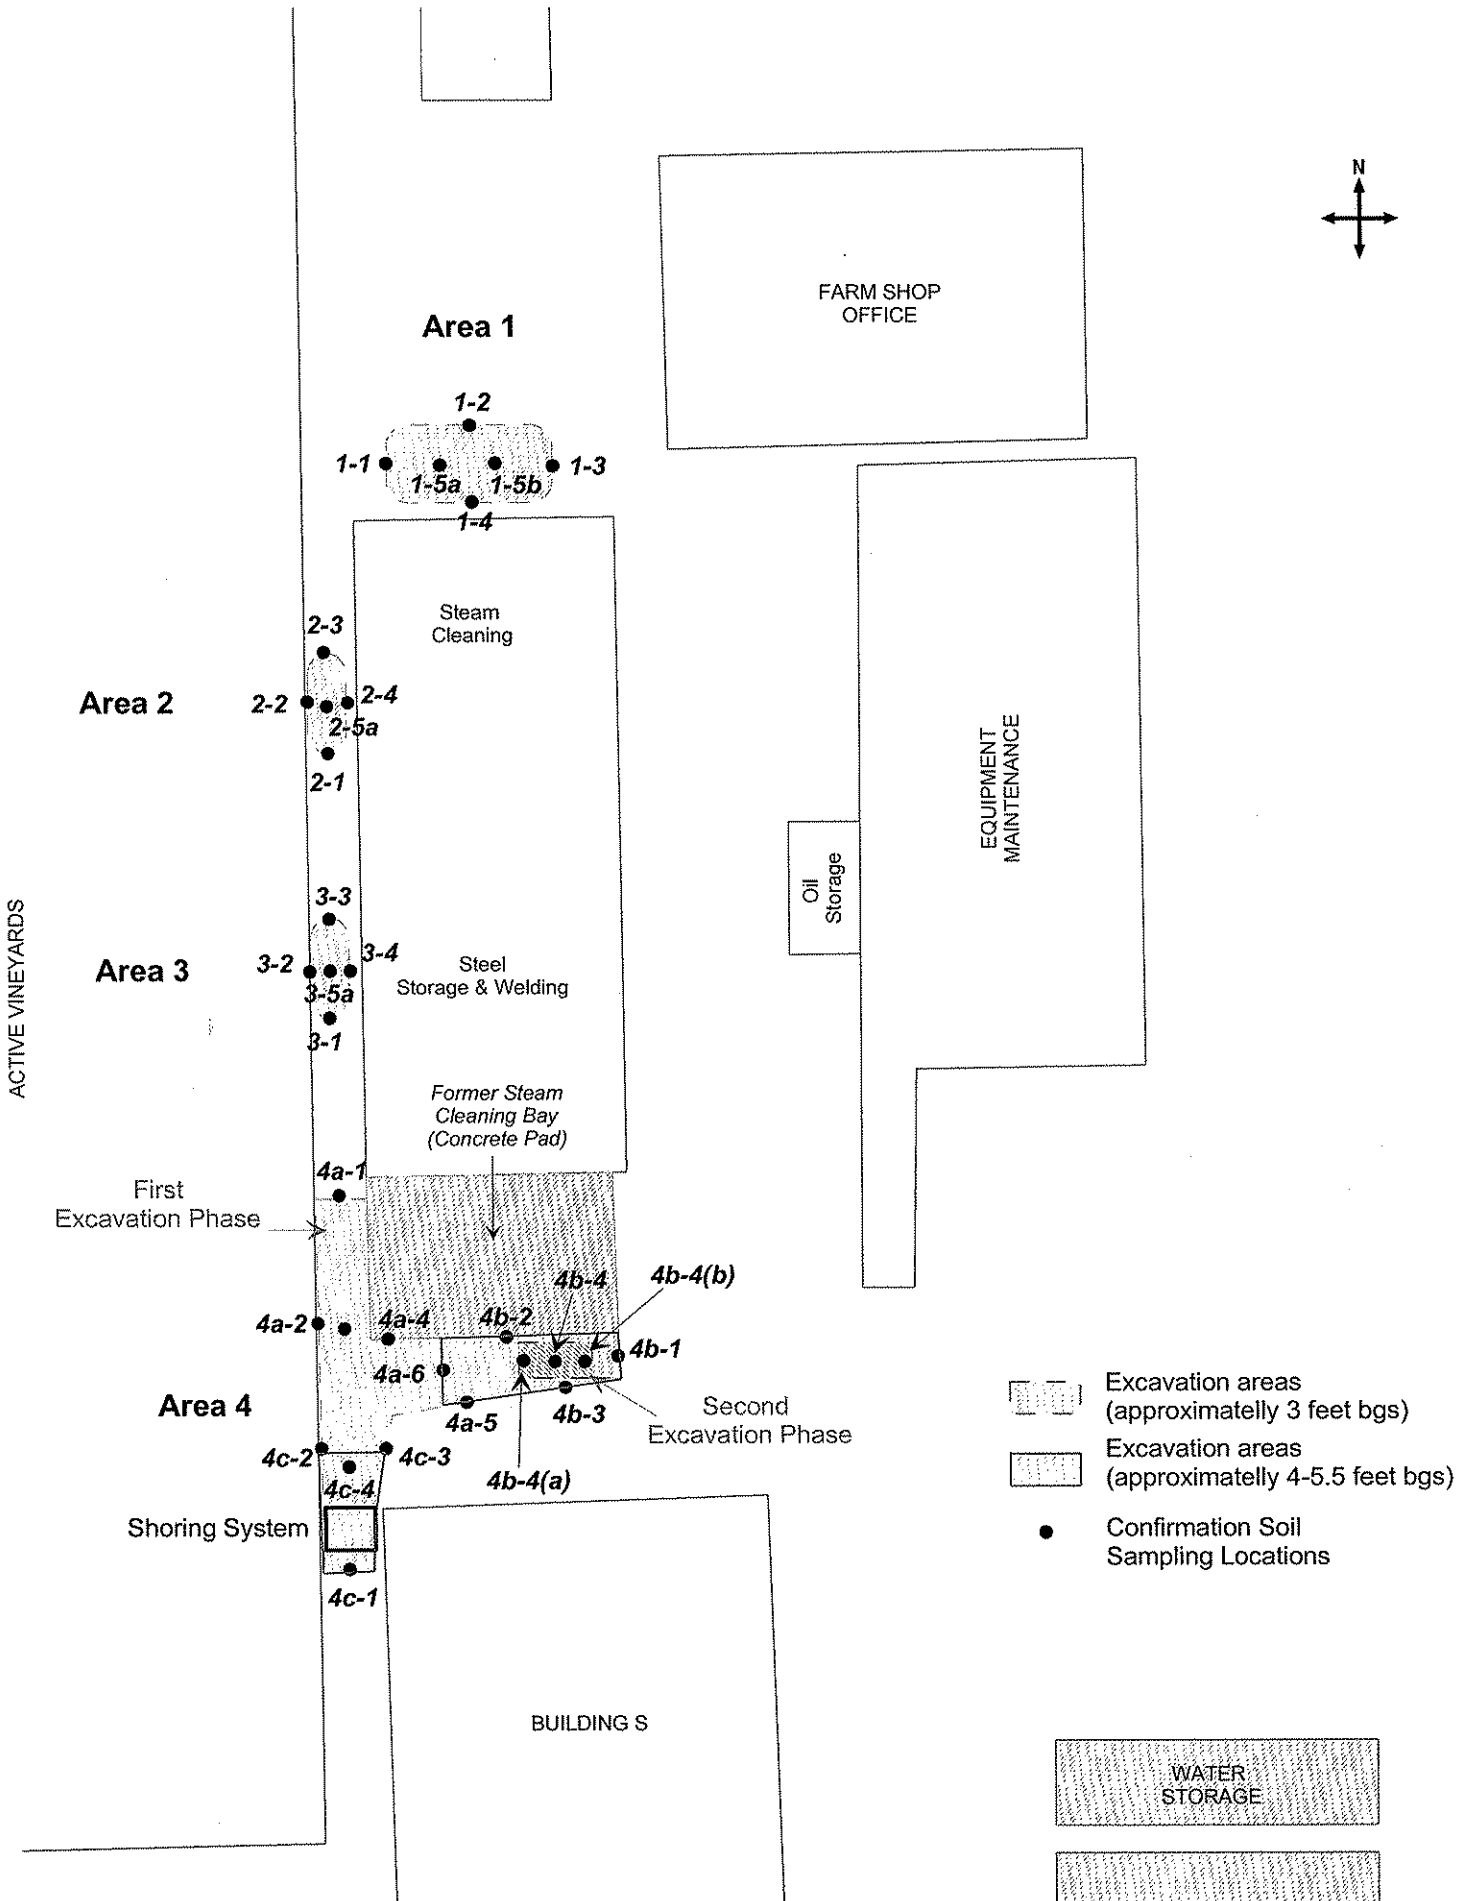 N
FARM SHOP
OFFICE
Area 1
1-2
1-1
1-3
1-5a
1-5b
1-4
Steam
Cleaning
2-3
Area 2
2-2
2-4
2-5a
2-1
EQUIPMENT
MAINTENANCE
Oil
Storage
ACTIVE VINEYARDS
3-3
Area 3
3-2
3-4
3-5a
3-1
Steel
Storage & Welding
Former Steam
Cleaning Bay
(Concrete Pad)
4a-1
First
Excavation Phase
4b-4
4b-4(b)
4a-2
4a-4
4b-2
4b-1
4a-6
Area 4
4a-5
4b-3
Second
Excavation Phase
4c-2
4c-3
4b-4(a)
4c-4
Shoring System
4c-1
Excavation areas
(approximatelly 3 feet bgs)
Excavation areas
(approximatelly 4-5.5 feet bgs)
Confirmation Soil
Sampling Locations
BUILDING S
WATER
STORAGE